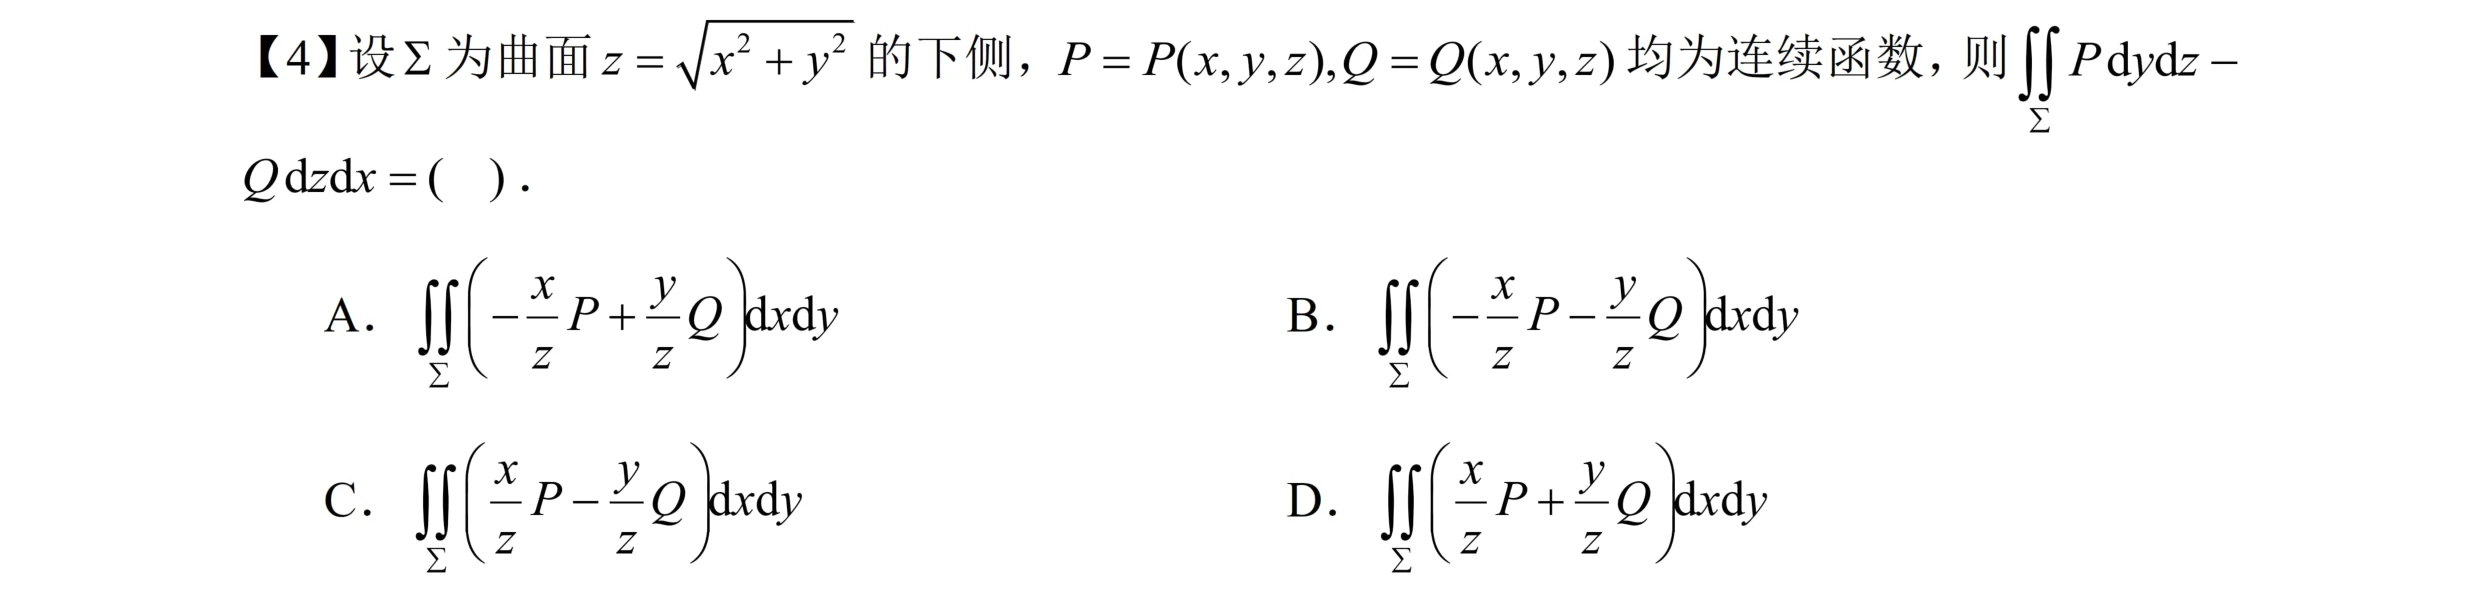 【4】设Σ为曲面 $z=\sqrt{x^2+y^2}$ 的下侧，$P=P(x,y,z),Q=Q(x,y,z)$ 均为连续函数，则 $\iint\limits_{\Sigma} P\mathrm{d}y\mathrm{d}z-$
$Q\mathrm{d}z\mathrm{d}x=(\quad).$
A. $\iint\limits_{\Sigma}\left(-\frac{x}{z}P+\frac{y}{z}Q\right)\mathrm{d}x\mathrm{d}y$ B. $\iint\limits_{\Sigma}\left(-\frac{x}{z}P-\frac{y}{z}Q\right)\mathrm{d}x\mathrm{d}y$
C. $\iint\limits_{\Sigma}\left(\frac{x}{z}P-\frac{y}{z}Q\right)\mathrm{d}x\mathrm{d}y$ D. $\iint\limits_{\Sigma}\left(\frac{x}{z}P+\frac{y}{z}Q\right)\mathrm{d}x\mathrm{d}y$